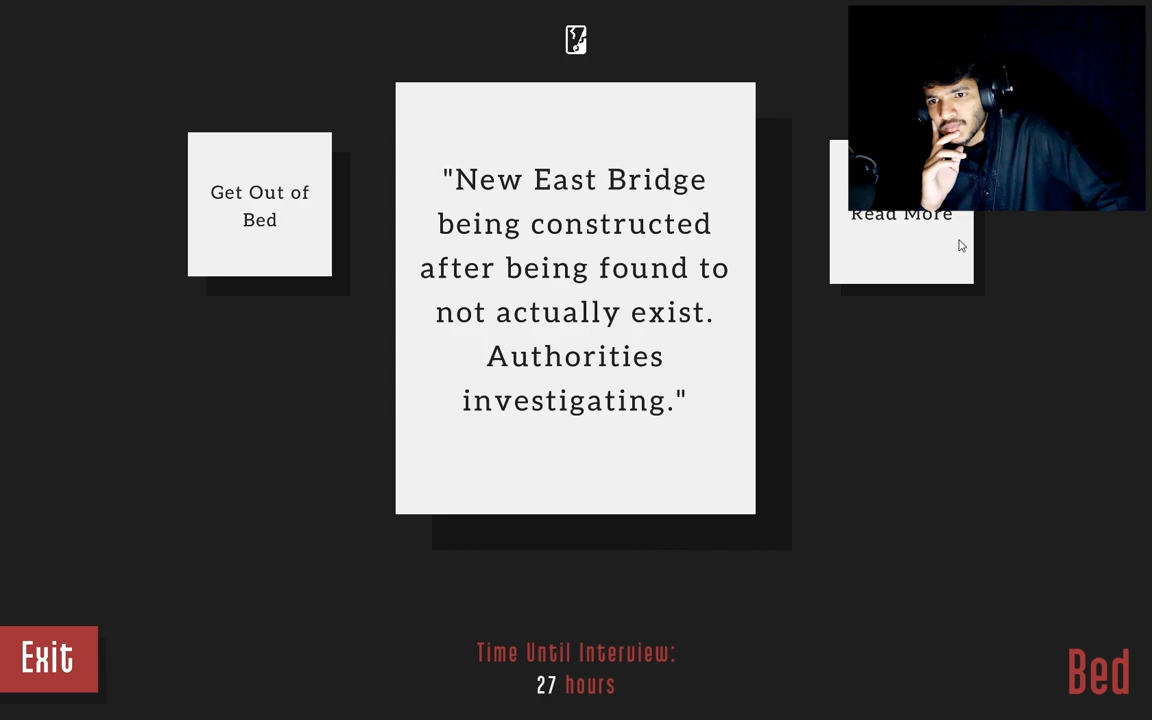 Get Out of
Bed
"New East Bridge
being constructed
after being found to
not actually exist.
Authorities
investigating."
Read More
Exit
Time Until Interview:
27 hours
Bed